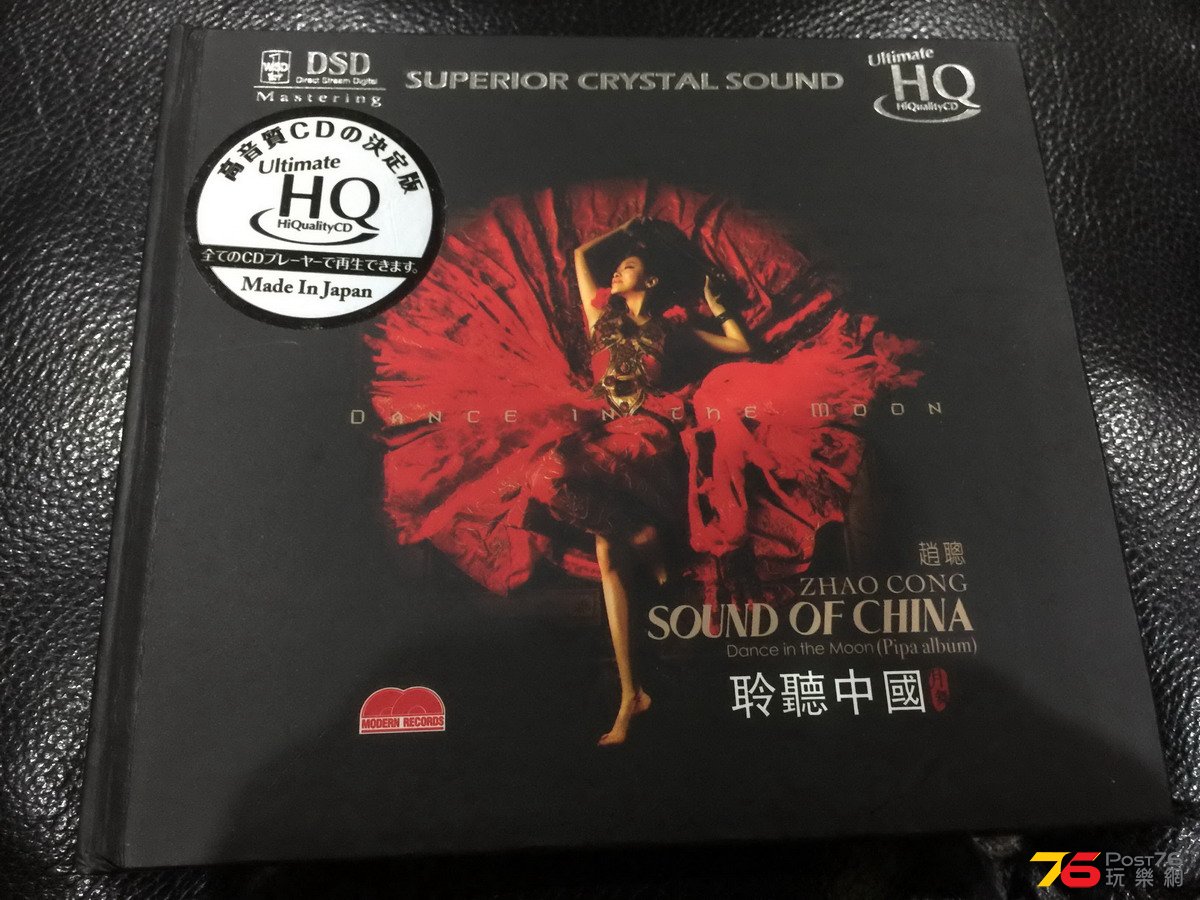 DSD
Direct Stream Digital
Mastering
SUPERIOR CRYSTAL SOUND
Ultimate
HQ
HiQualityCD
高音質CDの決定版
Ultimate
HQ
HiQualityCD
全てのCDプレーヤーで再生できます。
Made In Japan
DANCE IN THE MOON
趙聰
ZHAO CONG
SOUND OF CHINA
Dance in the Moon (Pipa album)
聆聽中國
月舞
MODERN RECORDS
76 Post76
玩樂網